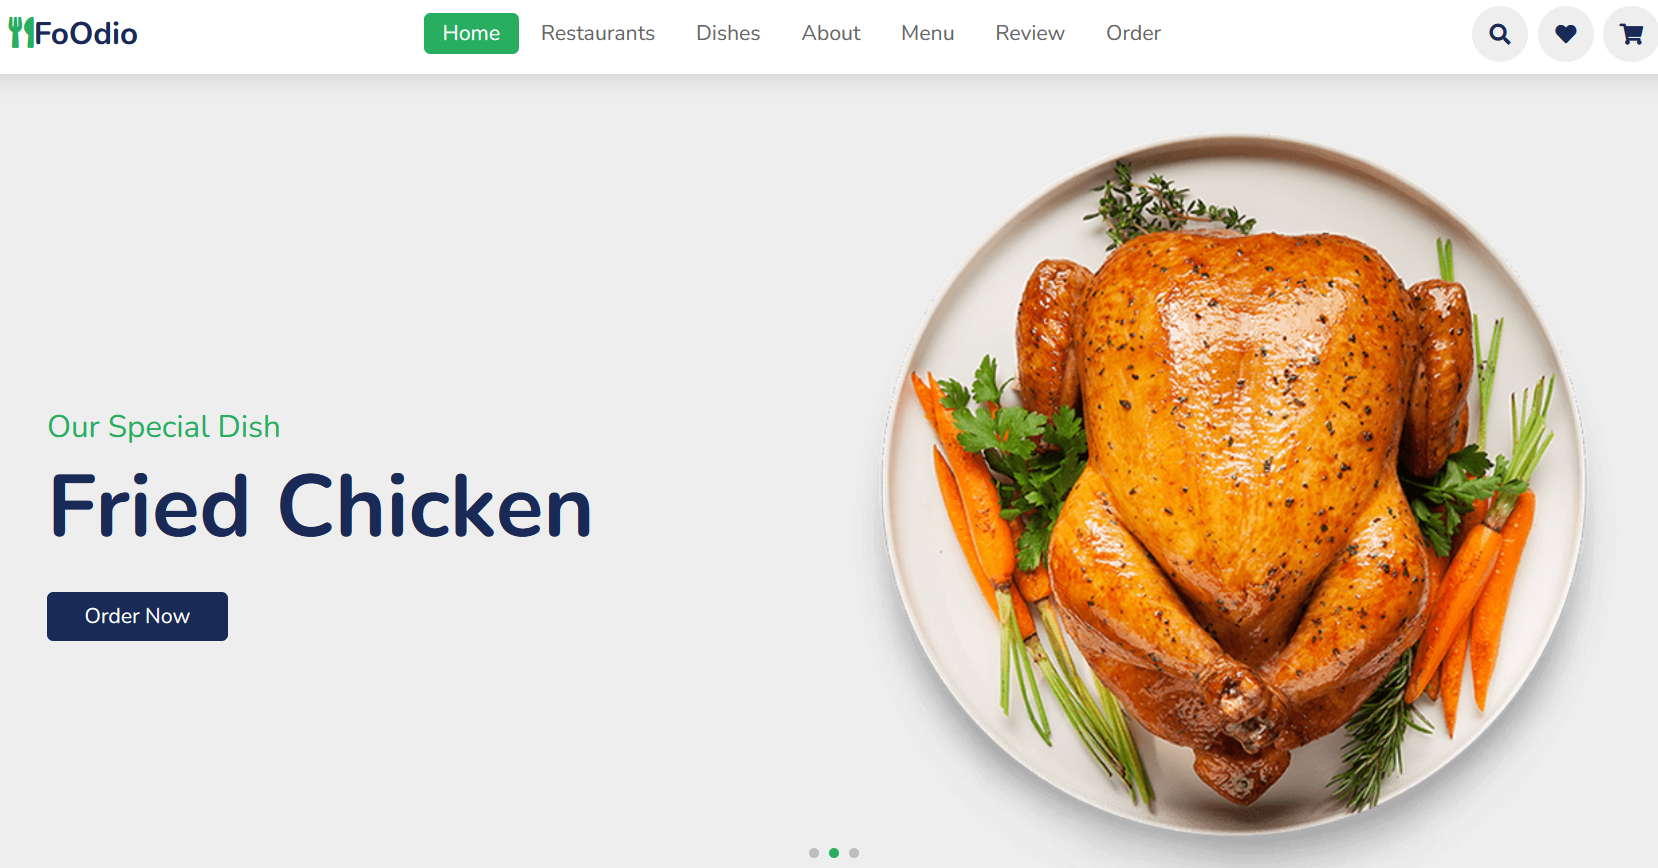 FoOdio
Home Restaurants Dishes About Menu Review Order
Our Special Dish
Fried Chicken
Order Now